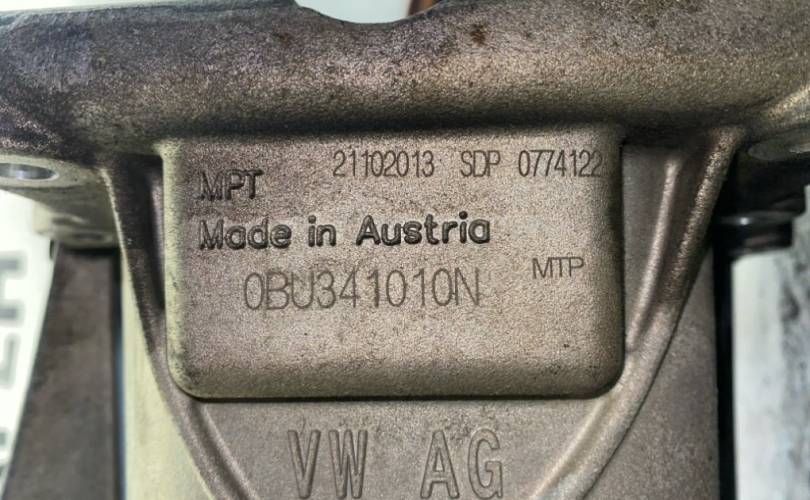 21102013 SDP 0774122
MPT
Made in Austria
0BU341010N MTP
VW AG